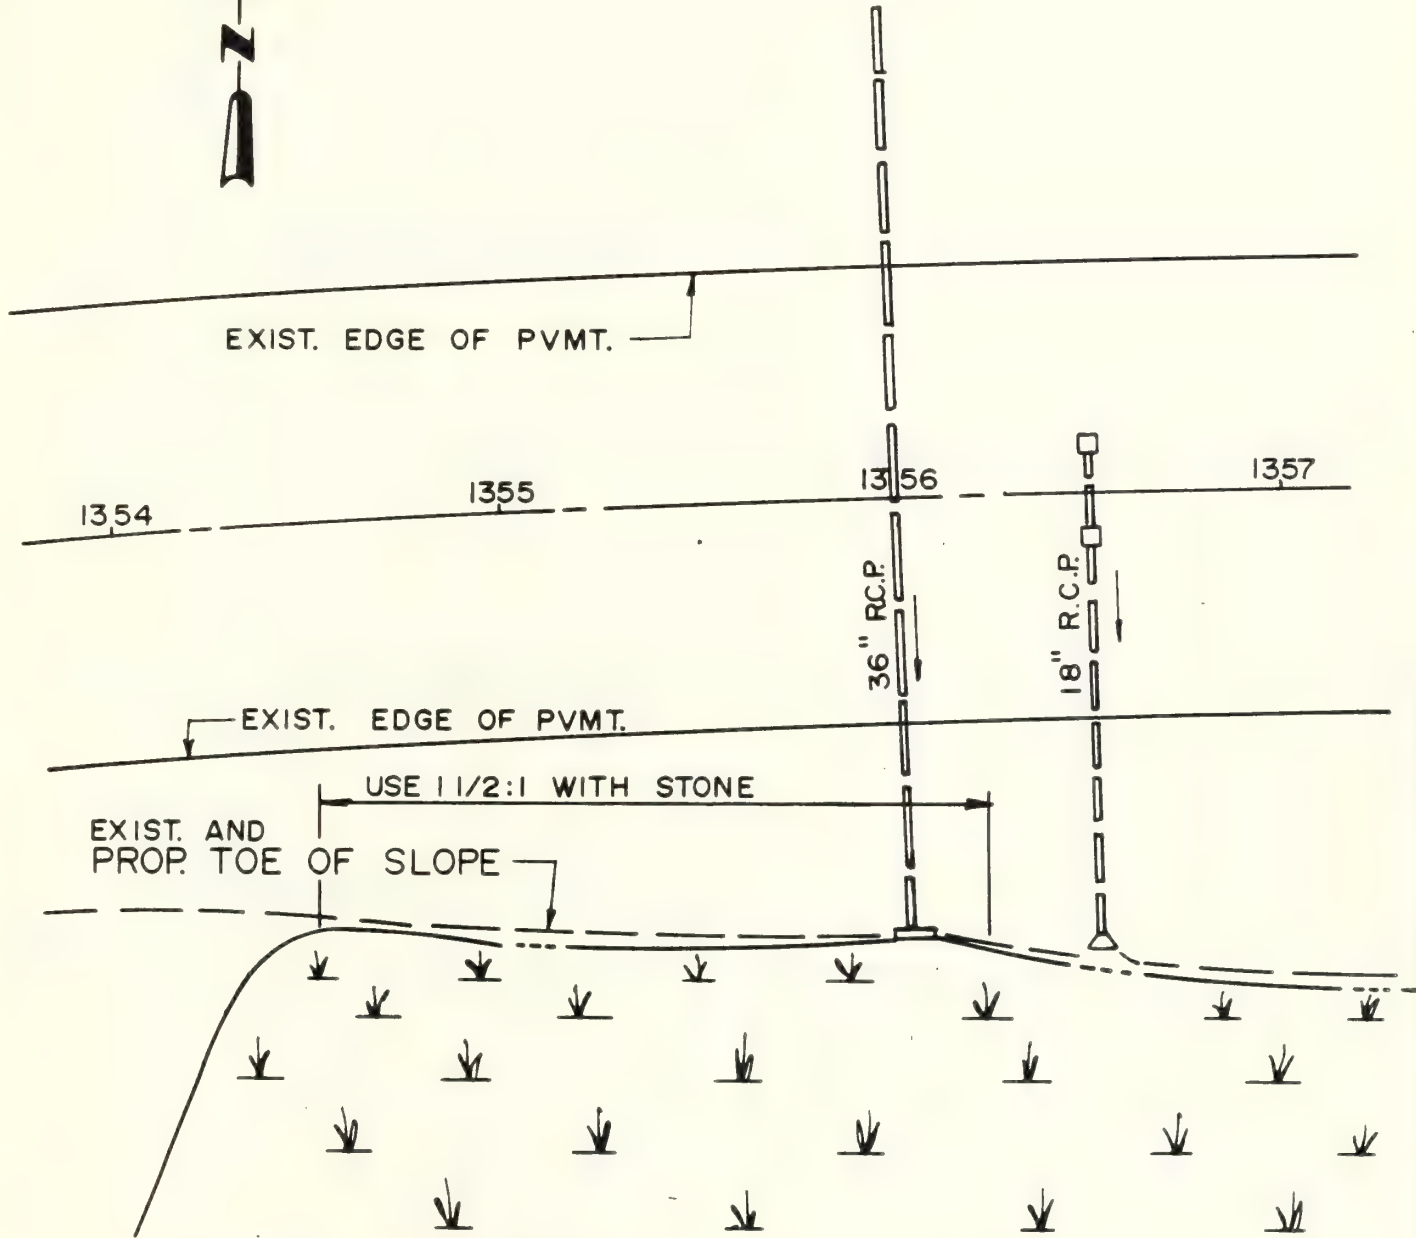 N
EXIST. EDGE OF PVMT.
1354
1355
1356
1357
36" R.C.P.
18" R.C.P.
EXIST. EDGE OF PVMT.
USE 1 1/2:1 WITH STONE
EXIST. AND
PROP. TOE OF SLOPE